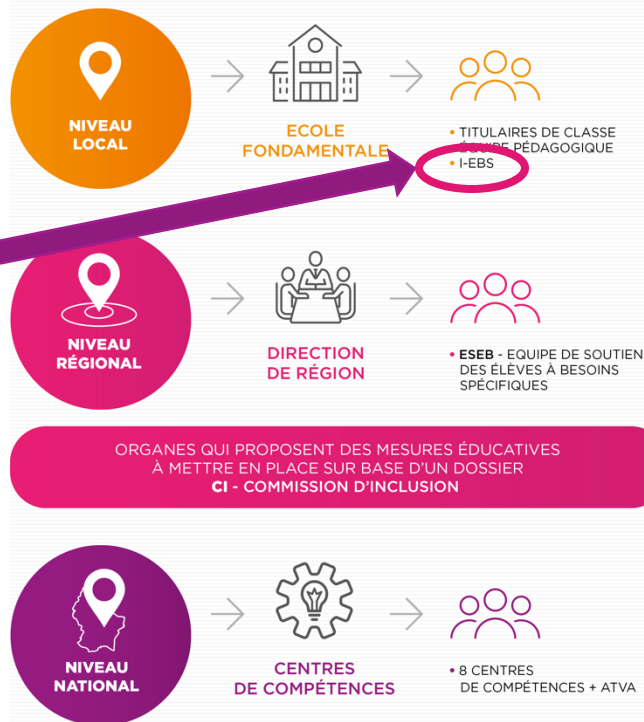 NIVEAU
LOCAL
ECOLE
FONDAMENTALE
• TITULAIRES DE CLASSE
ÉQUIPE PÉDAGOGIQUE
• I-EBS
NIVEAU
RÉGIONAL
DIRECTION
DE RÉGION
• ESEB - EQUIPE DE SOUTIEN
DES ÉLÈVES À BESOINS
SPÉCIFIQUES
ORGANES QUI PROPOSENT DES MESURES ÉDUCATIVES
À METTRE EN PLACE SUR BASE D'UN DOSSIER
CI - COMMISSION D'INCLUSION
NIVEAU
NATIONAL
CENTRES
DE COMPÉTENCES
• 8 CENTRES
DE COMPÉTENCES + ATVA